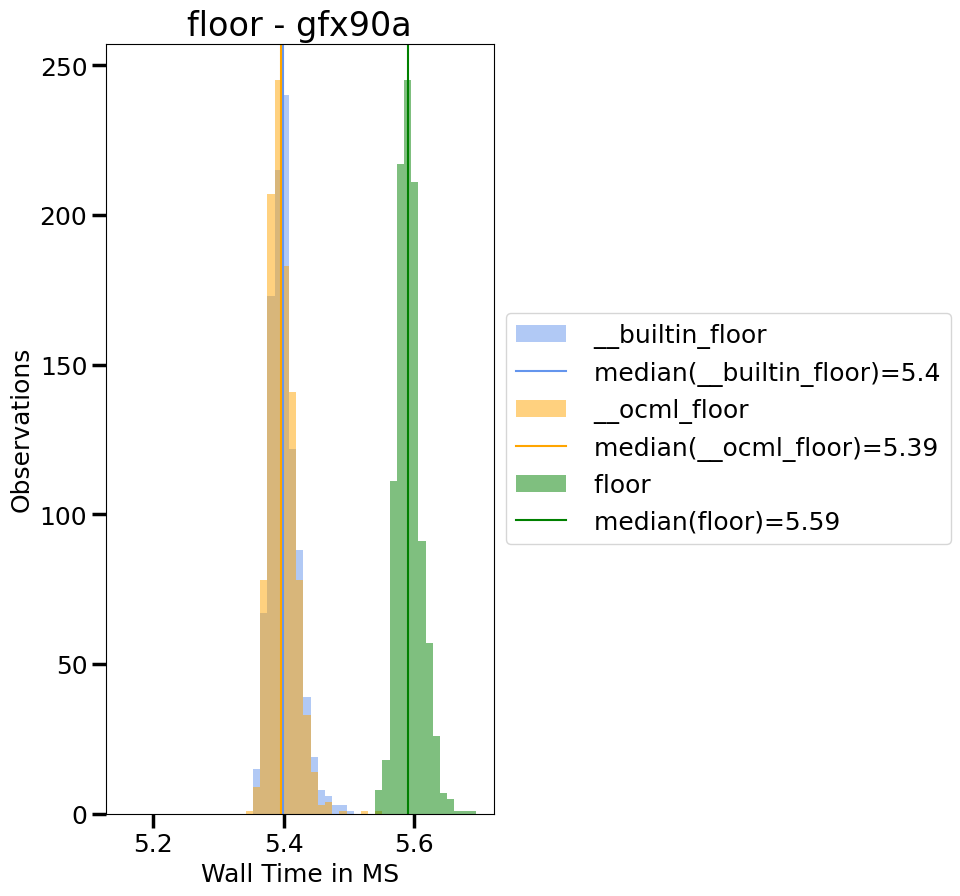 floor - gfx90a
250
200
150
100
50
0
Observations
5.2 5.4 5.6
Wall Time in MS
__builtin_floor
median(__builtin_floor)=5.4
__ocml_floor
median(__ocml_floor)=5.39
floor
median(floor)=5.59